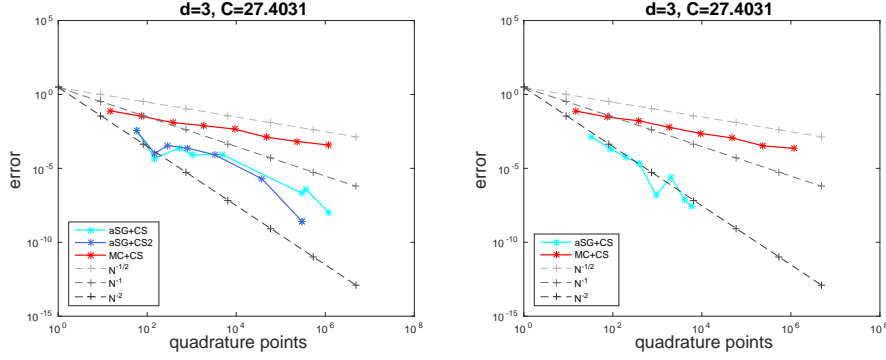 d=3, C=27.4031
10^5
10^0
10^-5
10^-10
10^-15
error
aSG+CS
aSG+CS2
MC+CS
N^-1/2
N^-1
N^-2
10^0 10^2 10^4 10^6 10^8
quadrature points
d=3, C=27.4031
10^5
10^0
10^-5
10^-10
10^-15
error
aSG+CS
MC+CS
N^-1/2
N^-1
N^-2
10^0 10^2 10^4 10^6 10^8
quadrature points